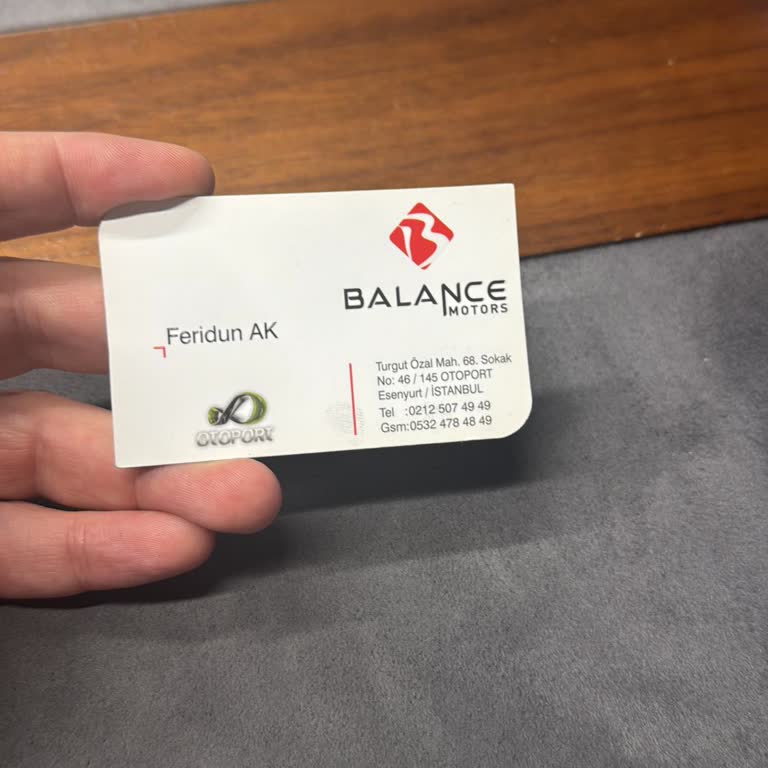 BALANCE
MOTORS
Feridun AK
OTOPORT
Turgut Özal Mah. 68. Sokak
No: 46 / 145 OTOPORT
Esenyurt / İSTANBUL
Tel :0212 507 49 49
Gsm:0532 478 48 49